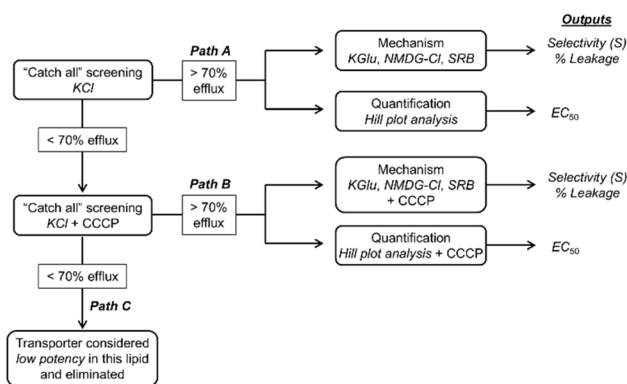 Outputs
Path A
"Catch all" screening
KCl
> 70%
efflux
Mechanism
KGlu, NMDG-Cl, SRB
Selectivity (S)
% Leakage
Quantification
Hill plot analysis
EC50
< 70% efflux
Path B
"Catch all" screening
KCl + CCCP
> 70%
efflux
Mechanism
KGlu, NMDG-Cl, SRB
+ CCCP
Selectivity (S)
% Leakage
Quantification
Hill plot analysis + CCCP
EC50
< 70% efflux
Path C
Transporter considered
low potency in this lipid
and eliminated